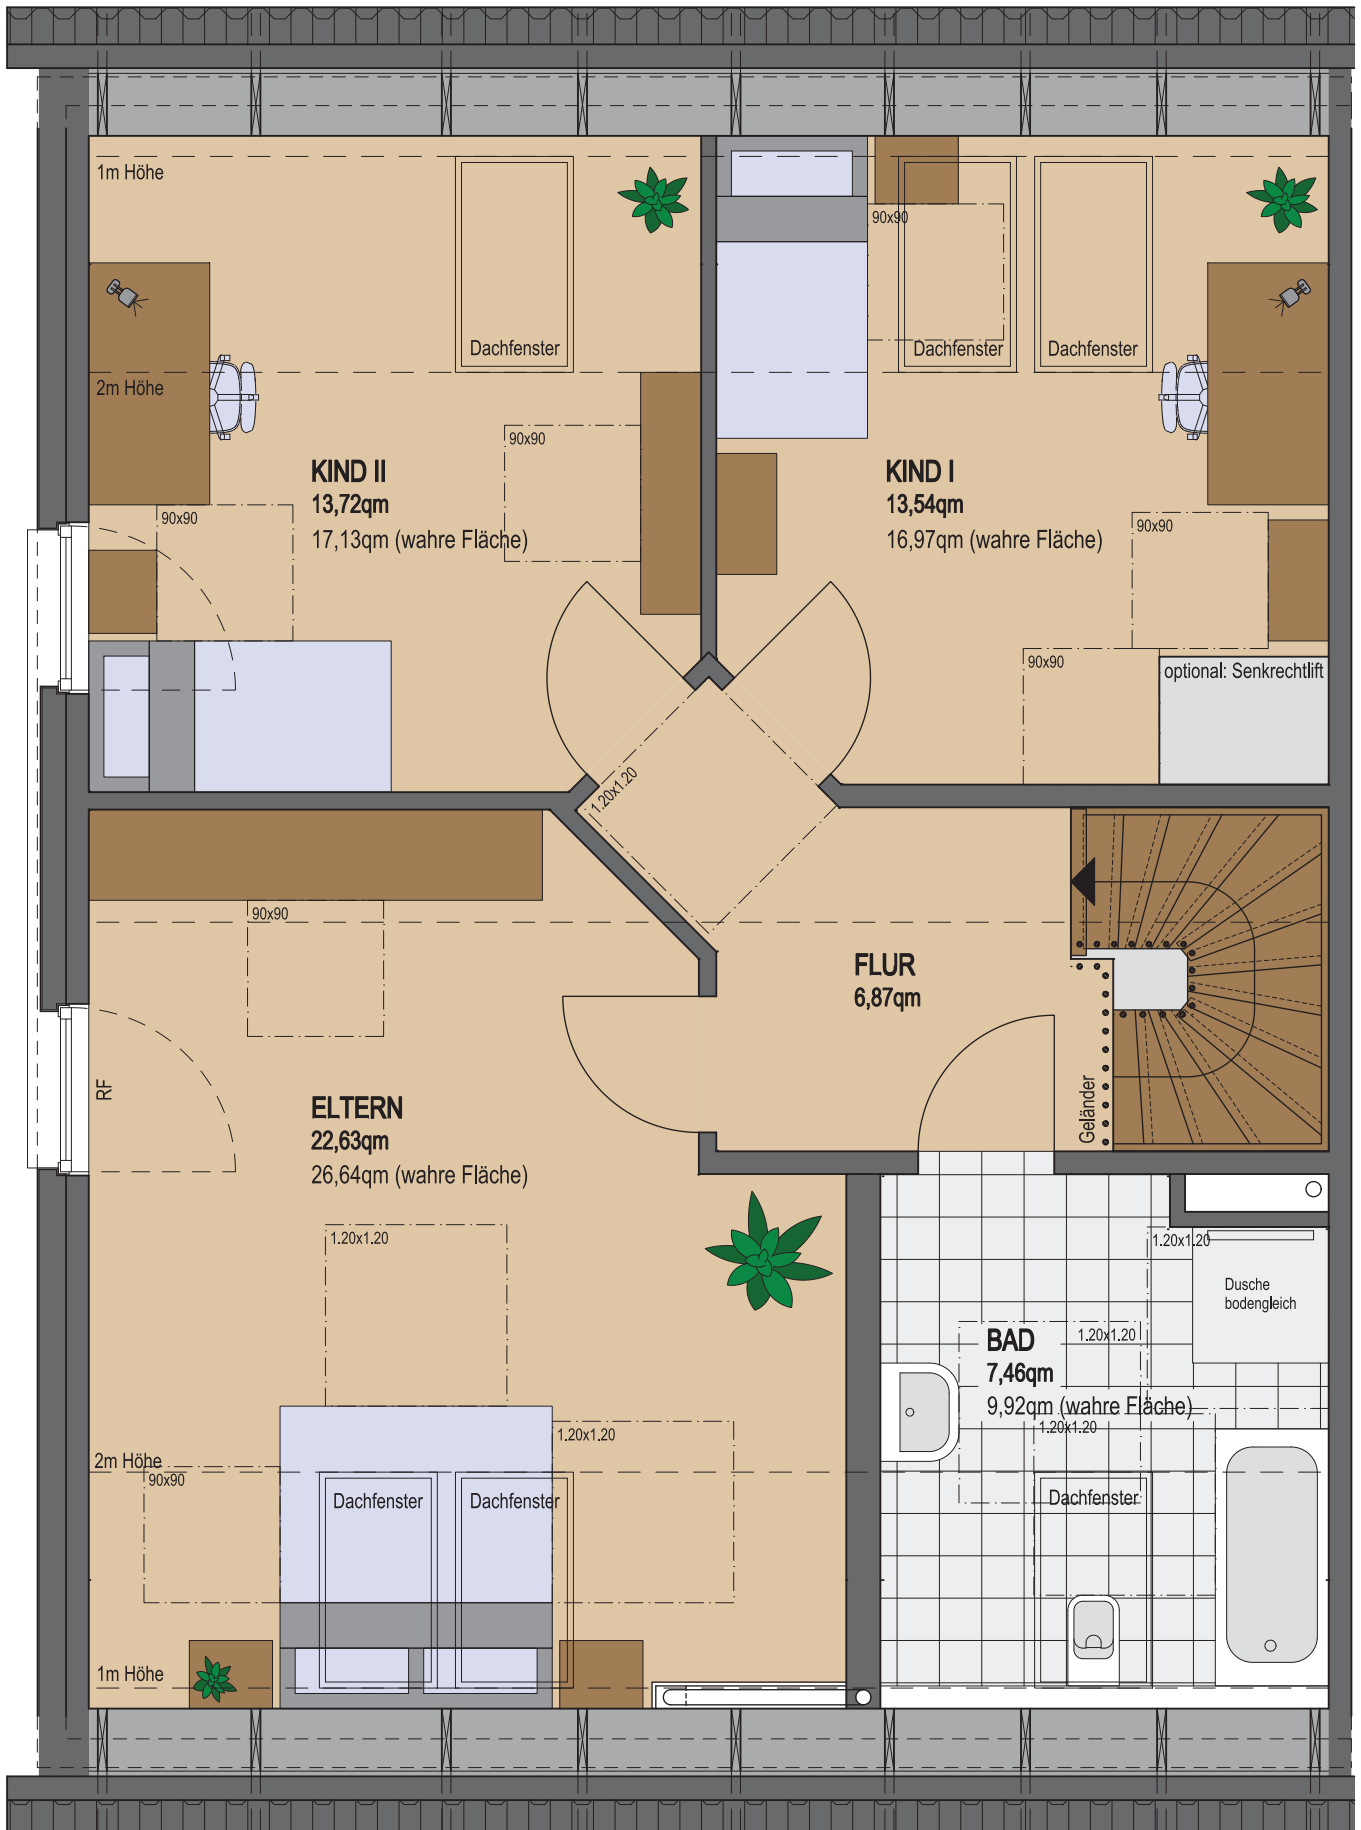 1m Höhe
90x90
Dachfenster
Dachfenster
Dachfenster
2m Höhe
90x90
KIND II
13,72qm
17,13qm (wahre Fläche)
KIND I
13,54qm
16,97qm (wahre Fläche)
90x90
90x90
90x90
optional: Senkrechtlift
1.20x1.20
90x90
FLUR
6,87qm
Geländer
RF
ELTERN
22,63qm
26,64qm (wahre Fläche)
1.20x1.20
1.20x1.20
Dusche
bodengleich
BAD
1.20x1.20
7,46qm
9,92qm (wahre Fläche)
1.20x1.20
1.20x1.20
2m Höhe
90x90
Dachfenster
Dachfenster
Dachfenster
1m Höhe